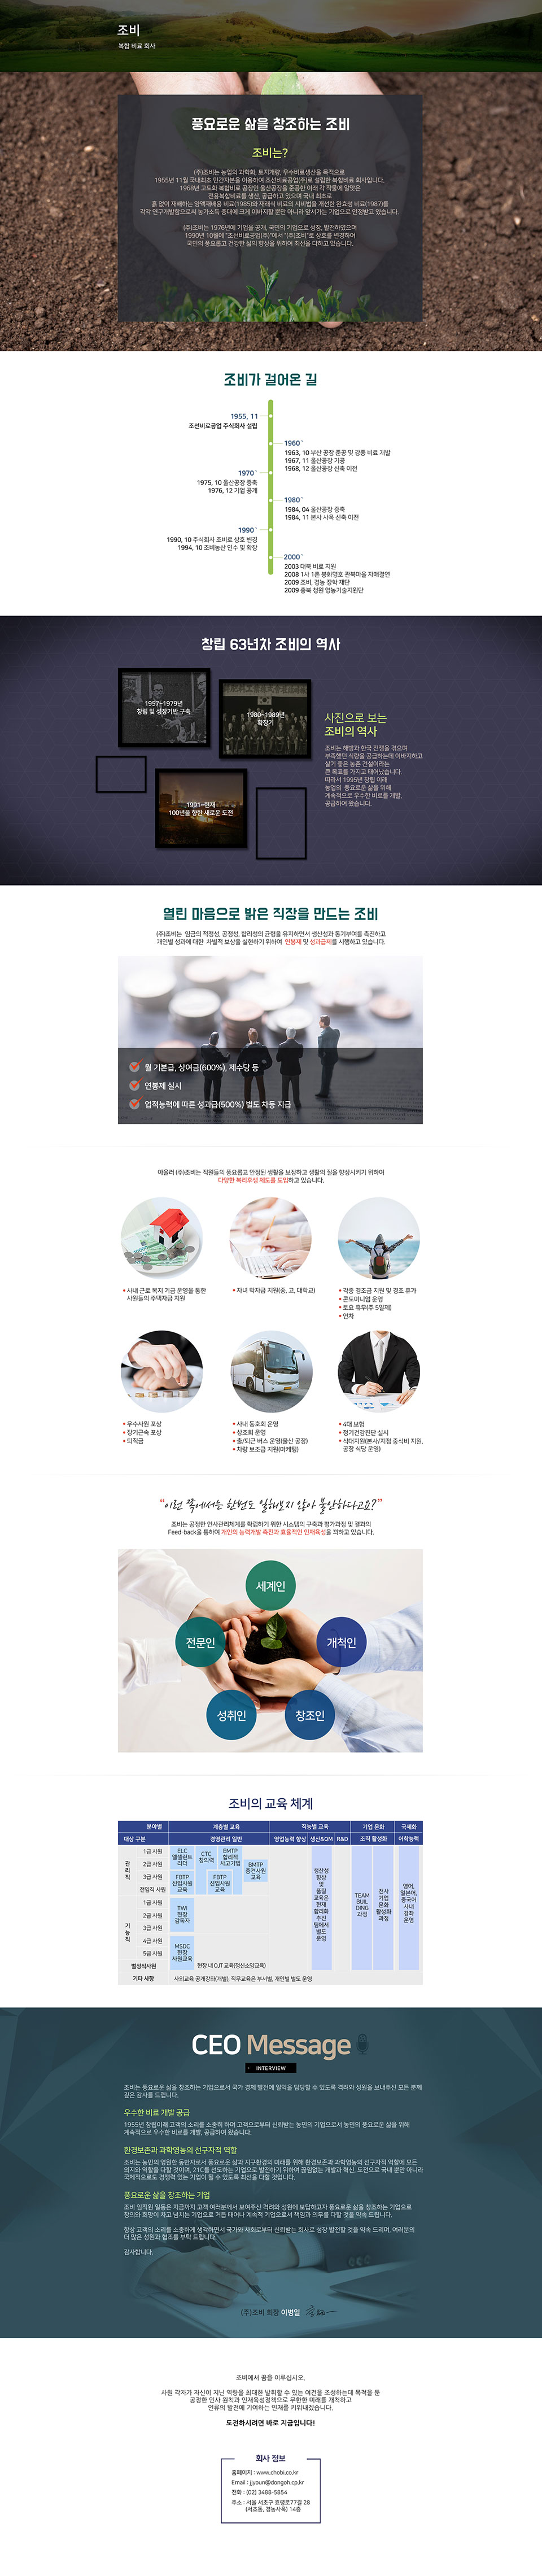 조비
복합 비료 회사
풍요로운 삶을 창조하는 조비
조비는?
(주)조비는 농업의 과학화, 토지개량, 우수비료생산을 목적으로
1955년 11월 국내최초 민간자본을 이용하여 조선비료공업(주)로 설립한 복합비료 회사입니다.
1968년 고도화 복합비료 공장인 울산공장을 준공한 이래 각 작물에 알맞은
전용복합비료를 생산, 공급하고 있으며 국내 최초로
흙 없이 재배하는 양액재배용 비료(1965)와 재래식 비료의 시비법을 개선한 완효성 비료(1987)를
각각 연구개발함으로써 농가소득 증대에 크게 이바지할 뿐만 아니라 앞서가는 기업으로 인정받고 있습니다.
(주)조비는 1976년에 기업을 공개, 국민의 기업으로 성장, 발전하였으며
1990년 10월에 "조선비료공업(주)"에서 "(주)조비"로 상호를 변경하여
국민의 풍요롭고 건강한 삶의 향상을 위하여 최선을 다하고 있습니다.
조비가 걸어온 길
1955, 11
조선비료공업 주식회사 설립
1960'
1963, 10 부산 공장 준공 및 강종 비료 개발
1967, 11 울산공장 기공
1968, 12 울산공장 신축 이전
1970'
1975, 10 울산공장 증축
1976, 12 기업 공개
1980'
1984, 04 울산공장 증축
1984, 11 본사 사옥 신축 이전
1990'
1990, 10 주식회사 조비로 상호 변경
1994, 10 조비농산 인수 및 확장
2000'
2003 대북 비료 지원
2008 1사 1촌 봉화명호 관북마을 자매결연
2009 조비, 경농 장학 재단
2009 충북 청원 영농기술지원단
창립 63년차 조비의 역사
1957~1979년
창립 및 성장기반 구축
1980~1989년
확장기
1991~현재
100년을 향한 새로운 도전
사진으로 보는
조비의 역사
조비는 해방과 한국 전쟁을 겪으며
부족했던 식량을 공급하는데 이바지하고
살기 좋은 농촌 건설이라는
큰 목표를 가지고 태어났습니다.
따라서 1995년 창립 이래
농업의 풍요로운 삶을 위해
계속적으로 우수한 비료를 개발,
공급하여 왔습니다.
열린 마음으로 밝은 직장을 만드는 조비
(주)조비는 임금의 적정성, 공정성, 합리성의 균형을 유지하면서 생산성과 동기부여를 촉진하고
개인별 성과에 대한 차별적 보상을 실현하기 위하여 연봉제 및 성과급제를 시행하고 있습니다.
월 기본급, 상여금(600%), 제수당 등
연봉제 실시
업적능력에 따른 성과급(500%) 별도 차등 지급
아울러 (주)조비는 직원들의 풍요롭고 안정된 생활을 보장하고 생활의 질을 향상시키기 위하여
다양한 복리후생 제도를 도입하고 있습니다.
• 사내 근로 복지 기금 운영을 통한
사원들의 주택자금 지원
• 자녀 학자금 지원(중, 고, 대학교)
• 각종 경조금 지원 및 경조 휴가
• 콘도미니엄 운영
• 토요 휴무(주 5일제)
• 연차
• 우수사원 포상
• 장기근속 포상
• 퇴직금
• 사내 동호회 운영
• 상조회 운영
• 출/퇴근 버스 운영(울산 공장)
• 차량 보조금 지원(마케팅)
• 4대 보험
• 정기건강진단 실시
• 식대지원(본사/지점 중식비 지원,
공장 식당 운영)
"이런 쪽에서는 한번도 일해보지 않아 불안하다고요?"
조비는 공정한 인사관리체계를 확립하기 위한 시스템의 구축과 평가과정 및 결과의
Feed-back을 통하여 개인의 능력개발 촉진과 효율적인 인재육성을 꾀하고 있습니다.
세계인
전문인
개척인
성취인
창조인
조비의 교육 체계
분야별 계층별 교육 직능별 교육 기업 문화 국제화
대상 구분 경영관리 일반 영업능력 향상 생산&QM R&D 조직 활성화 어학능력
관리직
1급 사원
2급 사원
3급 사원
전임직 사원
기능직
1급 사원
2급 사원
3급 사원
4급 사원
5급 사원
ELC
엘셀런트
리더
CTC
창의력
EMTP
합리적
사고기법
BMTP
중견사원
교육
FBTP
신입사원
교육
FBTP
신입사원
교육
TWI
현장
감독자
MSDC
현장
사원교육
생산성
향상
및
품질
교육은
현재
합리화
추진
팀에서
별도
운영
TEAM
BUIL
DING
과정
전사
기업
문화
활성화
과정
영어,
일본어,
중국어
사내
강좌
운영
별정직사원 현장 내 OJT 교육(정신소양교육)
기타 사항 사외교육 공개강좌(개별), 직무교육은 부서별, 개인별 별도 운영
CEO Message
INTERVIEW
조비는 풍요로운 삶을 창조하는 기업으로서 국가 경제 발전에 일익을 담당할 수 있도록 격려와 성원을 보내주신 모든 분께
깊은 감사를 드립니다.
우수한 비료 개발 공급
1955년 창립이래 고객의 소리를 소중히 하며 고객으로부터 신뢰받는 농민의 기업으로서 농민의 풍요로운 삶을 위해
계속적으로 우수한 비료를 개발, 공급하여 왔습니다.
환경보존과 과학영농의 선구자적 역할
조비는 농민의 영원한 동반자로서 풍요로운 삶과 지구환경의 미래를 위해 환경보존과 과학영농의 선구자적 역할에 모든
의지와 역할을 다할 것이며, 21C를 선도하는 기업으로 발전하기 위하여 끊임없는 개발과 혁신, 도전으로 국내 뿐만 아니라
국제적으로도 경쟁력 있는 기업이 될 수 있도록 최선을 다할 것입니다.
풍요로운 삶을 창조하는 기업
조비 임직원 일동은 지금까지 고객 여러분께서 보여주신 격려와 성원에 보답하고자 풍요로운 삶을 창조하는 기업으로
창의와 희망이 자고 넘치는 기업으로 거듭 태어나 계속적 기업으로서 책임과 의무를 다할 것을 약속 드립니다.
항상 고객의 소리를 소중하게 생각하면서 국가와 사회로부터 신뢰받는 회사로 성장 발전할 것을 약속 드리며, 여러분의
더 많은 성원과 협조를 부탁 드립니다.
감사합니다.
(주)조비 회장 이병일
조비에서 꿈을 이루십시오.
사원 각자가 자신이 지닌 역량을 최대한 발휘할 수 있는 여건을 조성하는데 목적을 둔
공정한 인사 원칙과 인재육성정책으로 무한한 미래를 개척하고
인류의 발전에 기여하는 인재를 키워내겠습니다.
도전하시려면 바로 지금입니다!
회사 정보
홈페이지 : www.chobi.co.kr
Email : jjyoun@dongoh.cp.kr
전화 : (02) 3488-5854
주소 : 서울 서초구 효령로77길 28
(서초동, 경농사옥) 14층